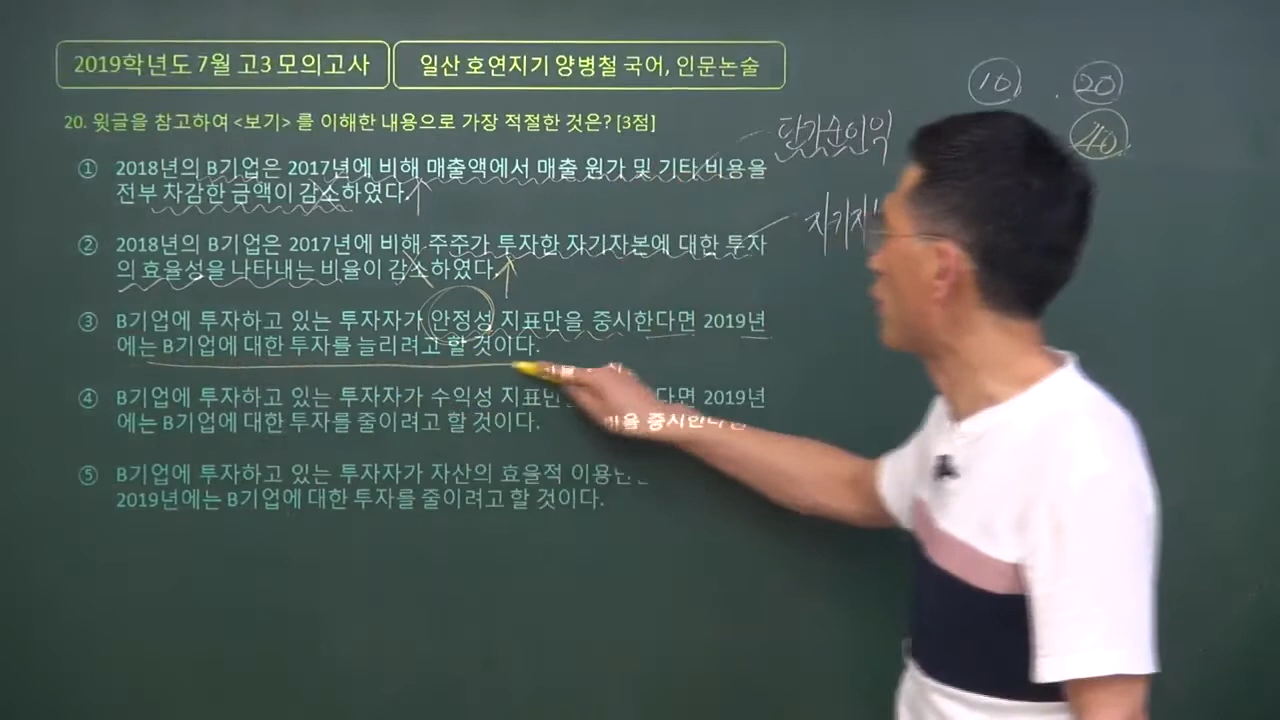 2019학년도 7월 고3 모의고사
일산 호연지기 양병철 국어, 인문논술
20. 윗글을 참고하여 <보기> 를 이해한 내용으로 가장 적절한 것은? [3점]
① 2018년의 B기업은 2017년에 비해 매출액에서 매출 원가 및 기타 비용을
전부 차감한 금액이 감소하였다.
② 2018년의 B기업은 2017년에 비해 주주가 투자한 자기자본에 대한 투자
의 효율성을 나타내는 비율이 감소하였다.
③ B기업에 투자하고 있는 투자자가 안정성 지표만을 중시한다면 2019년
에는 B기업에 대한 투자를 늘리려고 할 것이다.
④ B기업에 투자하고 있는 투자자가 수익성 지표만 다면 2019년
에는 B기업에 대한 투자를 줄이려고 할 것이다.
중시한다면
⑤ B기업에 투자하고 있는 투자자가 자산의 효율적 이용
2019년에는 B기업에 대한 투자를 줄이려고 할 것이다.
10 . 20
40
순이익
자기자